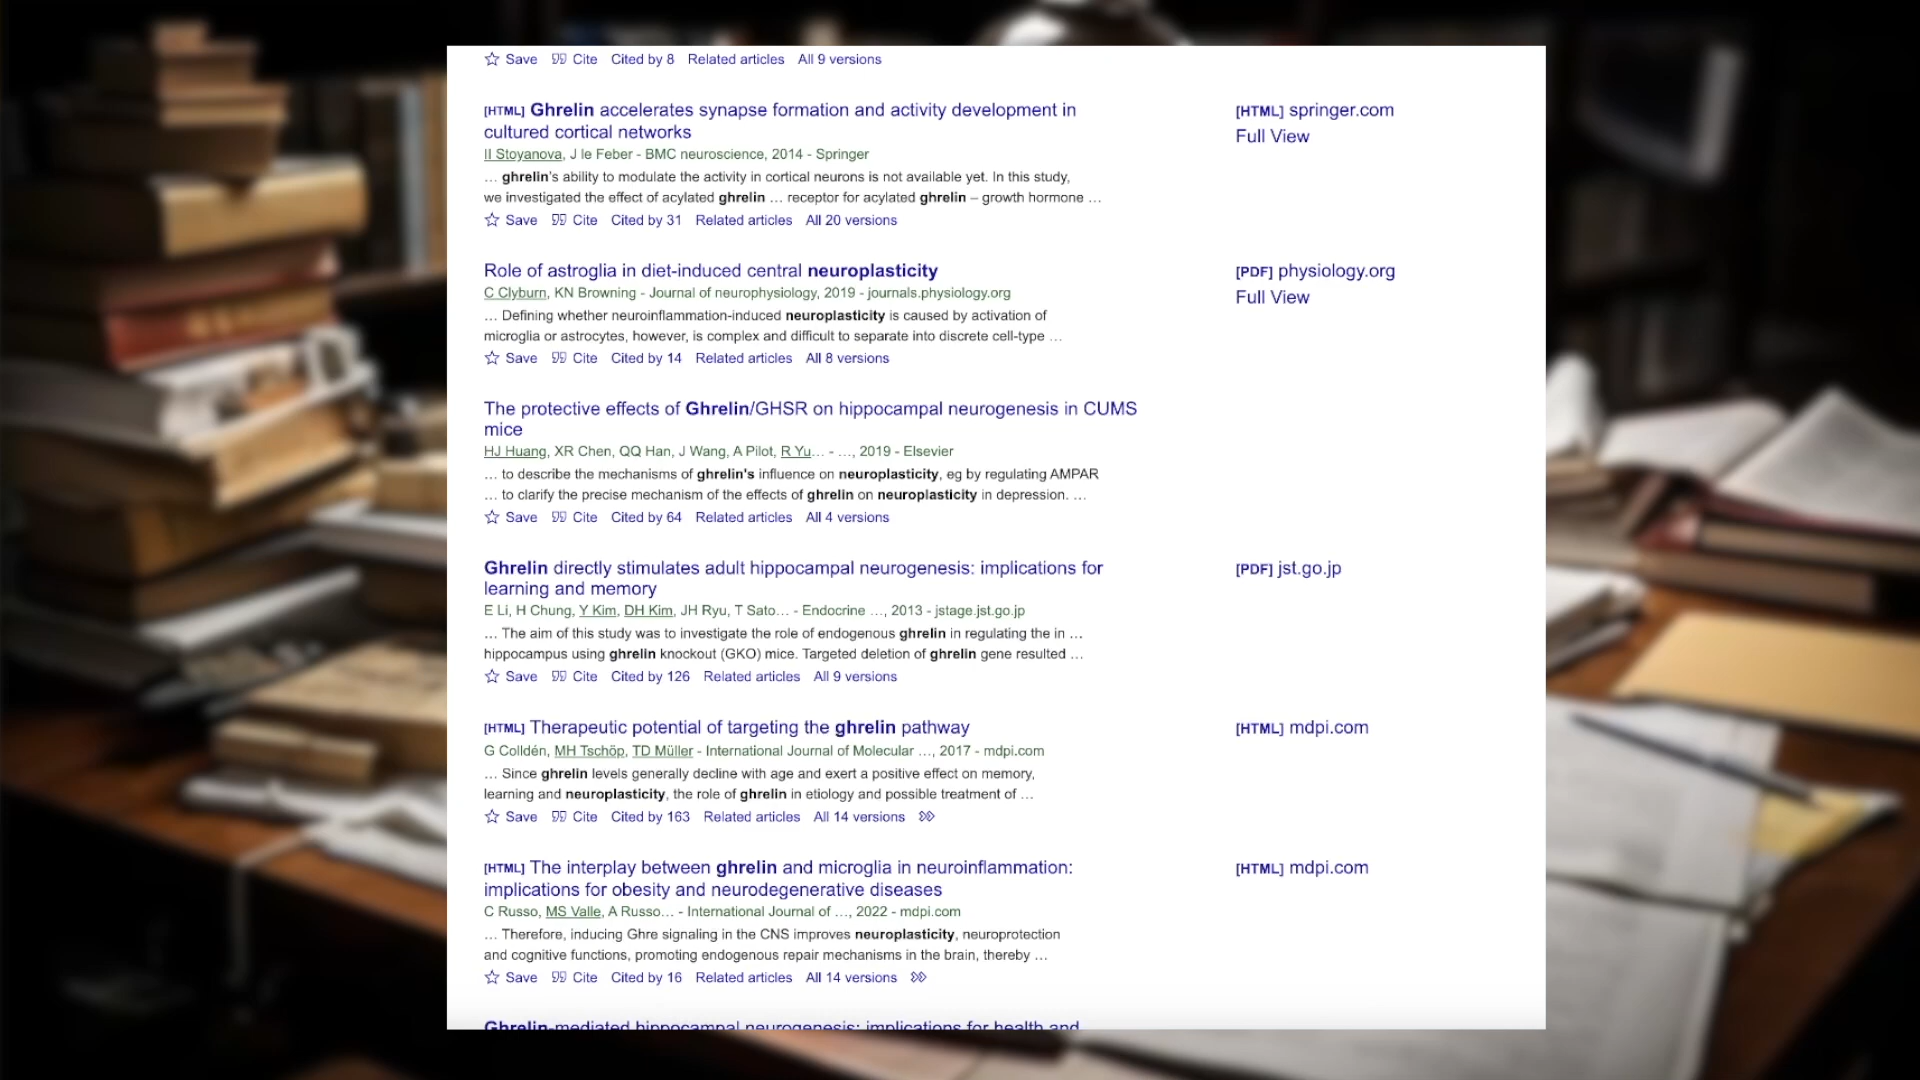 Save Cite Cited by 8 Related articles All 9 versions
[HTML] Ghrelin accelerates synapse formation and activity development in
cultured cortical networks
II Stoyanova, J le Feber - BMC neuroscience, 2014 - Springer
… ghrelin's ability to modulate the activity in cortical neurons is not available yet. In this study,
we investigated the effect of acylated ghrelin … receptor for acylated ghrelin – growth hormone …
Save Cite Cited by 31 Related articles All 20 versions
[HTML] springer.com
Full View
Role of astroglia in diet-induced central neuroplasticity
C Clyburn, KN Browning - Journal of neurophysiology, 2019 - journals.physiology.org
… Defining whether neuroinflammation-induced neuroplasticity is caused by activation of
microglia or astrocytes, however, is complex and difficult to separate into discrete cell-type …
Save Cite Cited by 14 Related articles All 8 versions
[PDF] physiology.org
Full View
The protective effects of Ghrelin/GHSR on hippocampal neurogenesis in CUMS
mice
HJ Huang, XR Chen, QQ Han, J Wang, A Pilot, R Yu… - …, 2019 - Elsevier
… to describe the mechanisms of ghrelin's influence on neuroplasticity, eg by regulating AMPAR
… to clarify the precise mechanism of the effects of ghrelin on neuroplasticity in depression. …
Save Cite Cited by 64 Related articles All 4 versions
Ghrelin directly stimulates adult hippocampal neurogenesis: implications for
learning and memory
E Li, H Chung, Y Kim, DH Kim, JH Ryu, T Sato… - Endocrine …, 2013 - jstage.jst.go.jp
… The aim of this study was to investigate the role of endogenous ghrelin in regulating the in …
hippocampus using ghrelin knockout (GKO) mice. Targeted deletion of ghrelin gene resulted …
Save Cite Cited by 126 Related articles All 9 versions
[PDF] jst.go.jp
[HTML] Therapeutic potential of targeting the ghrelin pathway
G Colldén, MH Tschöp, TD Müller - International Journal of Molecular …, 2017 - mdpi.com
… Since ghrelin levels generally decline with age and exert a positive effect on memory,
learning and neuroplasticity, the role of ghrelin in etiology and possible treatment of …
Save Cite Cited by 163 Related articles All 14 versions
[HTML] mdpi.com
[HTML] The interplay between ghrelin and microglia in neuroinflammation:
implications for obesity and neurodegenerative diseases
C Russo, MS Valle, A Russo… - International Journal of …, 2022 - mdpi.com
… Therefore, inducing Ghre signaling in the CNS improves neuroplasticity, neuroprotection
and cognitive functions, promoting endogenous repair mechanisms in the brain, thereby …
Save Cite Cited by 16 Related articles All 14 versions
[HTML] mdpi.com
Ghrelin-mediated hippocampal neurogenesis: implications for health and